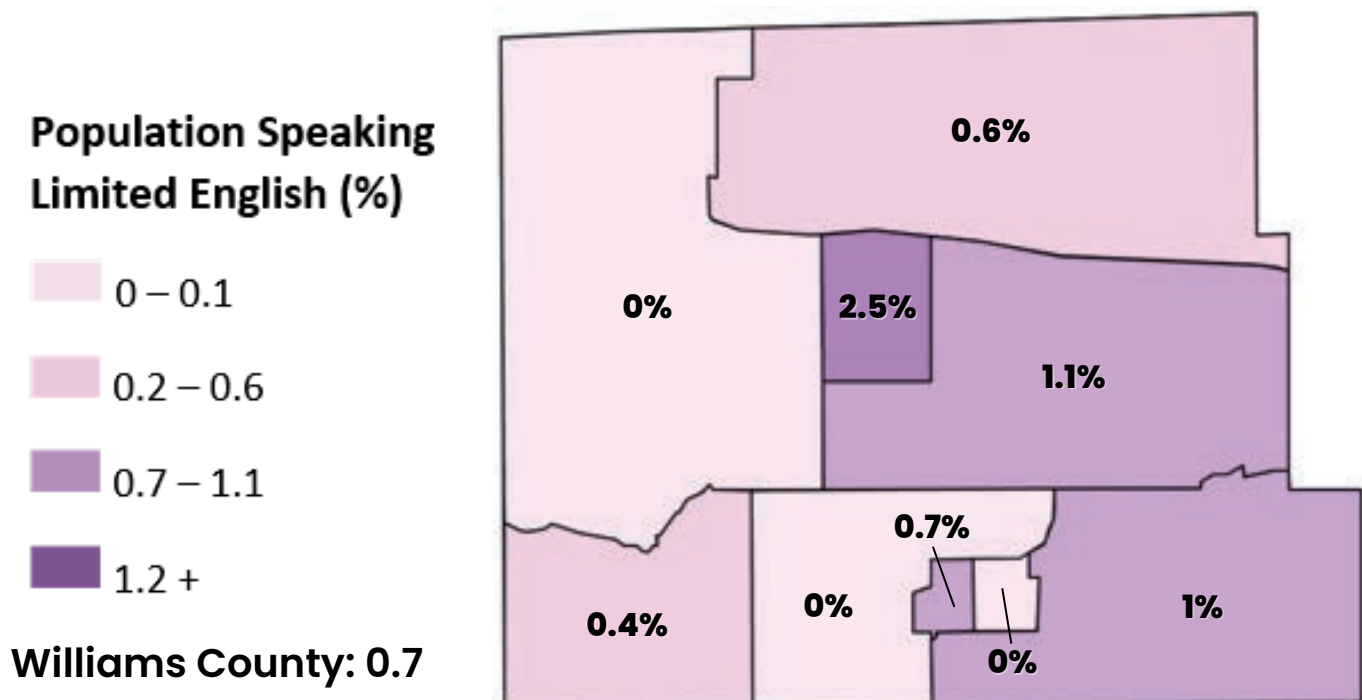 Population Speaking
Limited English (%)
0 – 0.1
0.2 – 0.6
0.7 – 1.1
1.2 +
Williams County: 0.7
0.6%
0%
2.5%
1.1%
0.7%
0.4%
0%
1%
0%